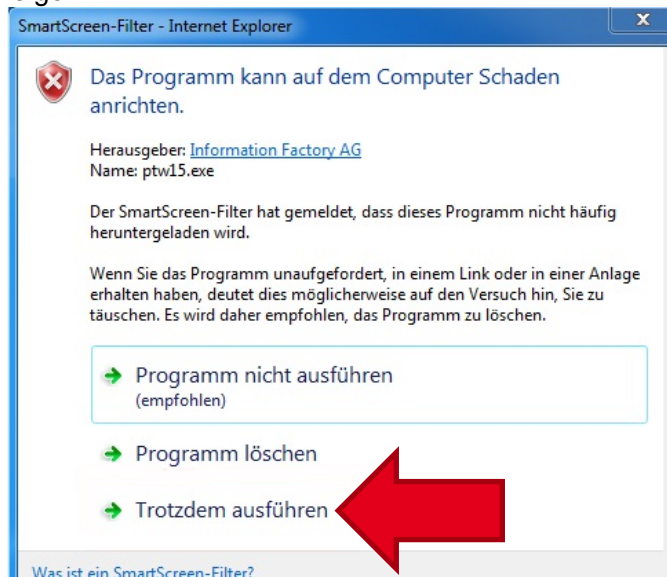 SmartScreen-Filter - Internet Explorer
Das Programm kann auf dem Computer Schaden
anrichten.
Herausgeber: Information Factory AG
Name: ptw15.exe
Der SmartScreen-Filter hat gemeldet, dass dieses Programm nicht häufig
heruntergeladen wird.
Wenn Sie das Programm unaufgefordert, in einem Link oder in einer Anlage
erhalten haben, deutet dies möglicherweise auf den Versuch hin, Sie zu
täuschen. Es wird daher empfohlen, das Programm zu löschen.
Programm nicht ausführen
(empfohlen)
Programm löschen
Trotzdem ausführen
Was ist ein SmartScreen-Filter?